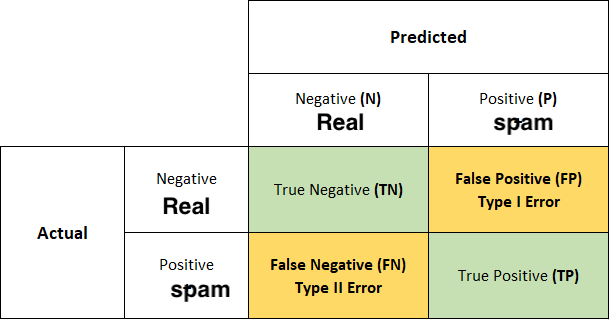 Predicted
Negative (N)
Real
Positive (P)
spam
Actual
Negative
Real
True Negative (TN)
False Positive (FP)
Type I Error
Positive
spam
False Negative (FN)
Type II Error
True Positive (TP)